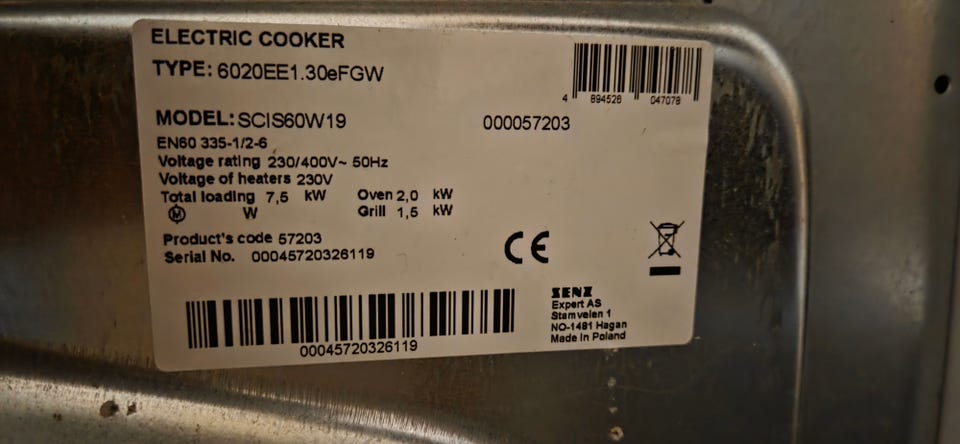 ELECTRIC COOKER
TYPE: 6020EE1.30eFGW
4 894526 047078
MODEL: SCIS60W19
000057203
EN60 335-1/2-6
Voltage rating 230/400V~ 50Hz
Voltage of heaters 230V
Total loading 7,5 kW Oven 2,0 kW
M W Grill 1,5 kW
Product's code 57203
Serial No. 00045720326119
CE
00045720326119
SENZ
Expert AS
Stamveien 1
NO-1481 Hagan
Made in Poland